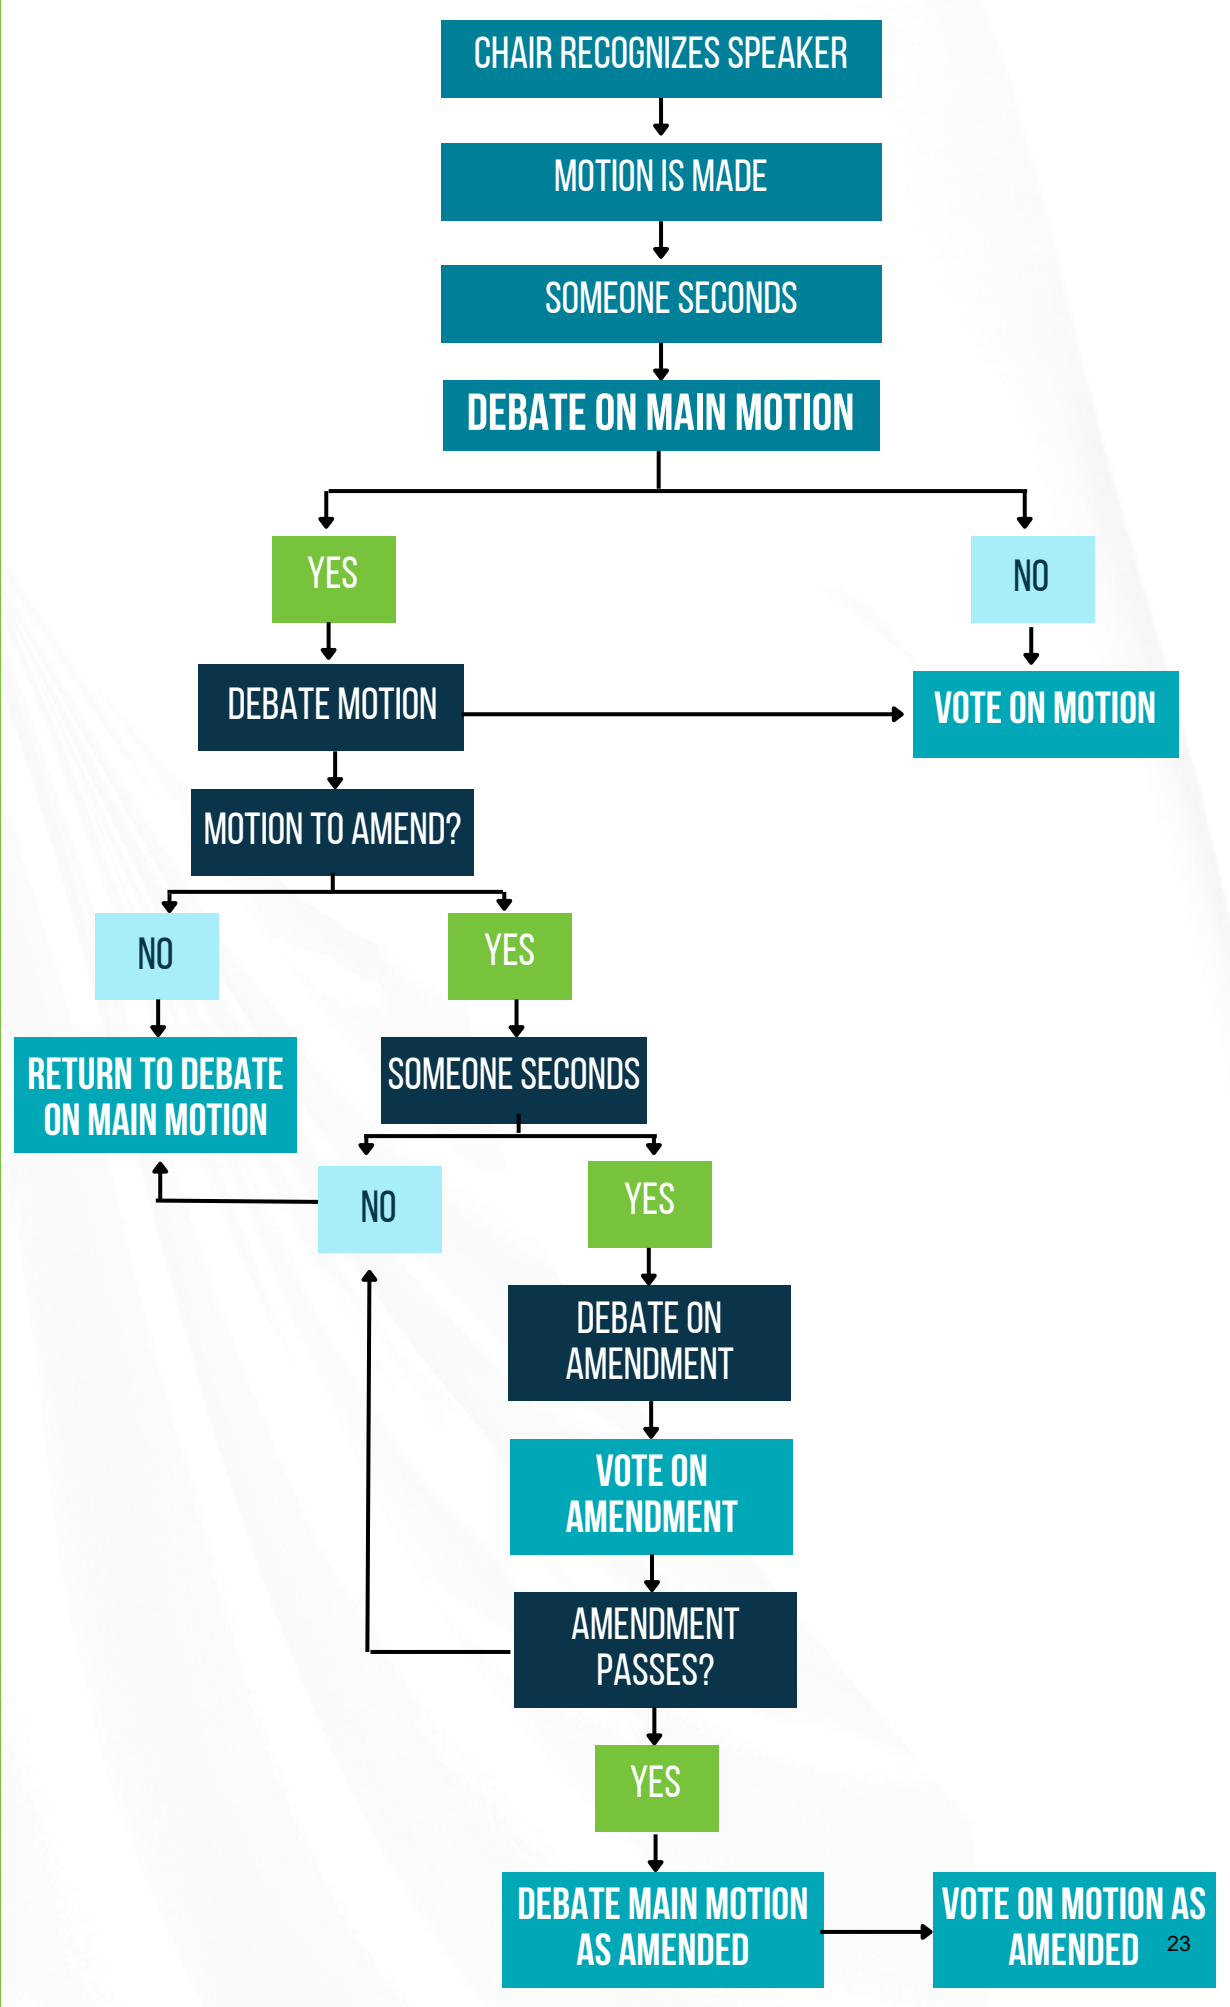 CHAIR RECOGNIZES SPEAKER
MOTION IS MADE
SOMEONE SECONDS
DEBATE ON MAIN MOTION
YES
NO
DEBATE MOTION
VOTE ON MOTION
MOTION TO AMEND?
NO
YES
RETURN TO DEBATE
ON MAIN MOTION
SOMEONE SECONDS
NO
YES
DEBATE ON
AMENDMENT
VOTE ON
AMENDMENT
AMENDMENT
PASSES?
YES
DEBATE MAIN MOTION
AS AMENDED
VOTE ON MOTION AS
AMENDED
23